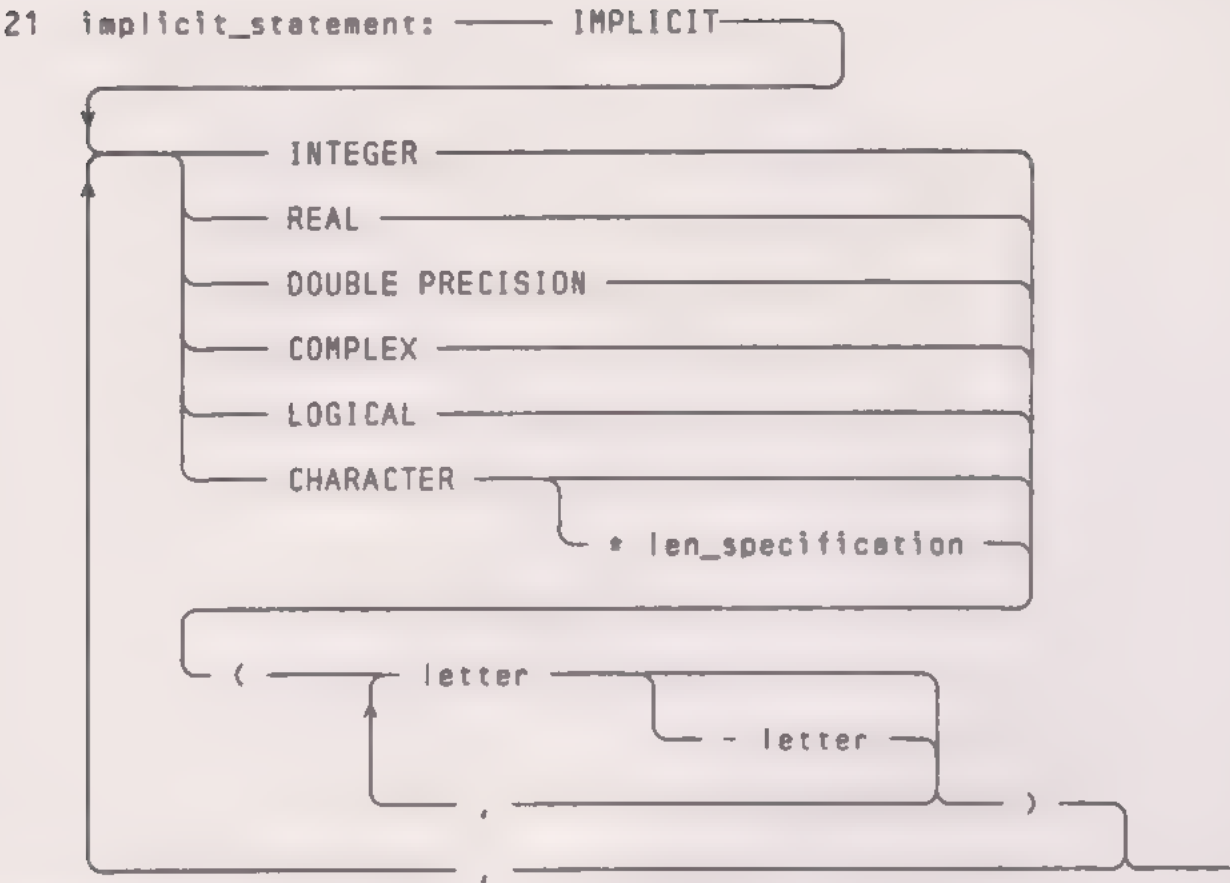 21 implicit_statement: IMPLICIT
INTEGER
REAL
DOUBLE PRECISION
COMPLEX
LOGICAL
CHARACTER
* len_specification
( letter
- letter
, )
,